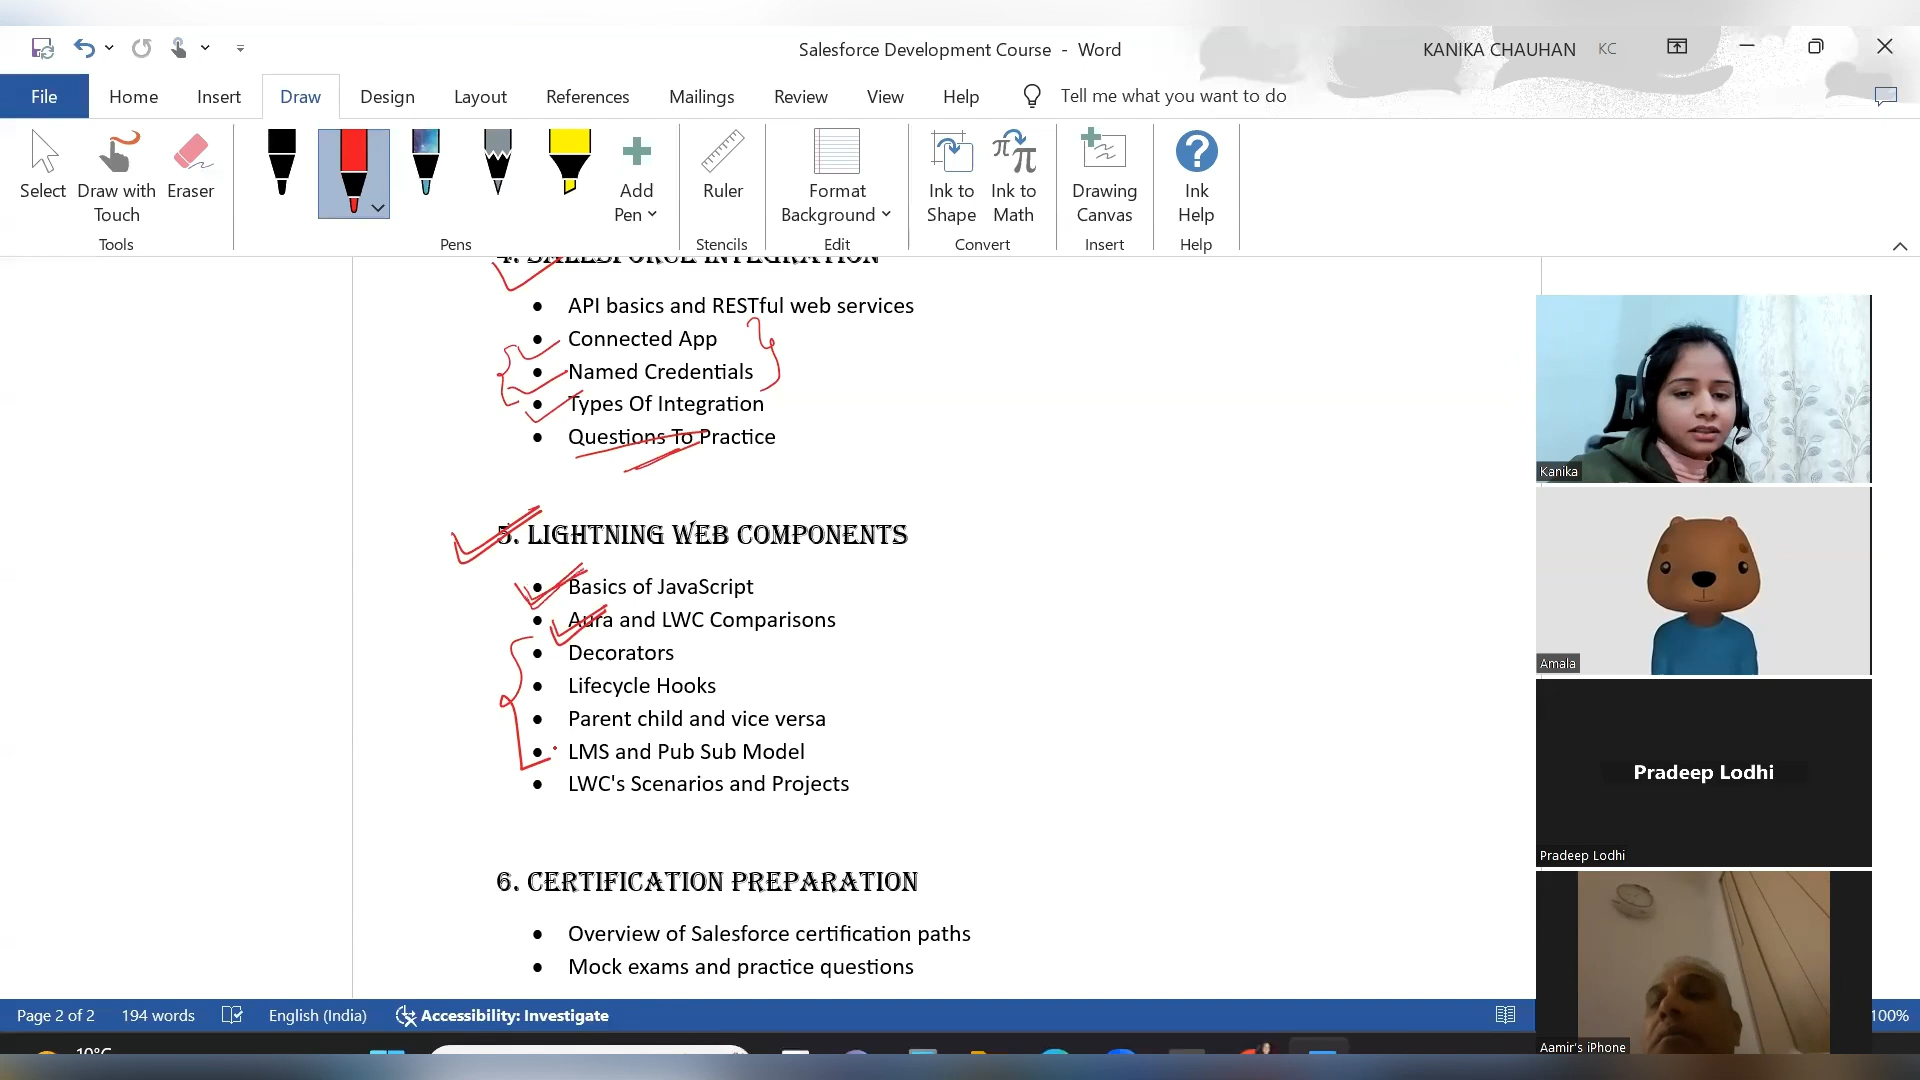 Salesforce Development Course - Word
KANIKA CHAUHAN KC
File Home Insert Draw Design Layout References Mailings Review View Help Tell me what you want to do
Select
Draw with Touch
Eraser
Add Pen
Ruler
Format Background
Ink to Shape
Ink to Math
Drawing Canvas
Ink Help
Tools Pens Stencils Edit Convert Insert Help
4. SALESFORCE INTEGRATION
• API basics and RESTful web services
• Connected App
• Named Credentials
• Types Of Integration
• Questions To Practice
5. LIGHTNING WEB COMPONENTS
• Basics of JavaScript
• Aura and LWC Comparisons
• Decorators
• Lifecycle Hooks
• Parent child and vice versa
• LMS and Pub Sub Model
• LWC's Scenarios and Projects
6. CERTIFICATION PREPARATION
• Overview of Salesforce certification paths
• Mock exams and practice questions
Kanika
Amala
Pradeep Lodhi
Pradeep Lodhi
Aamir's iPhone
Page 2 of 2 194 words English (India) Accessibility: Investigate 100%
10°C